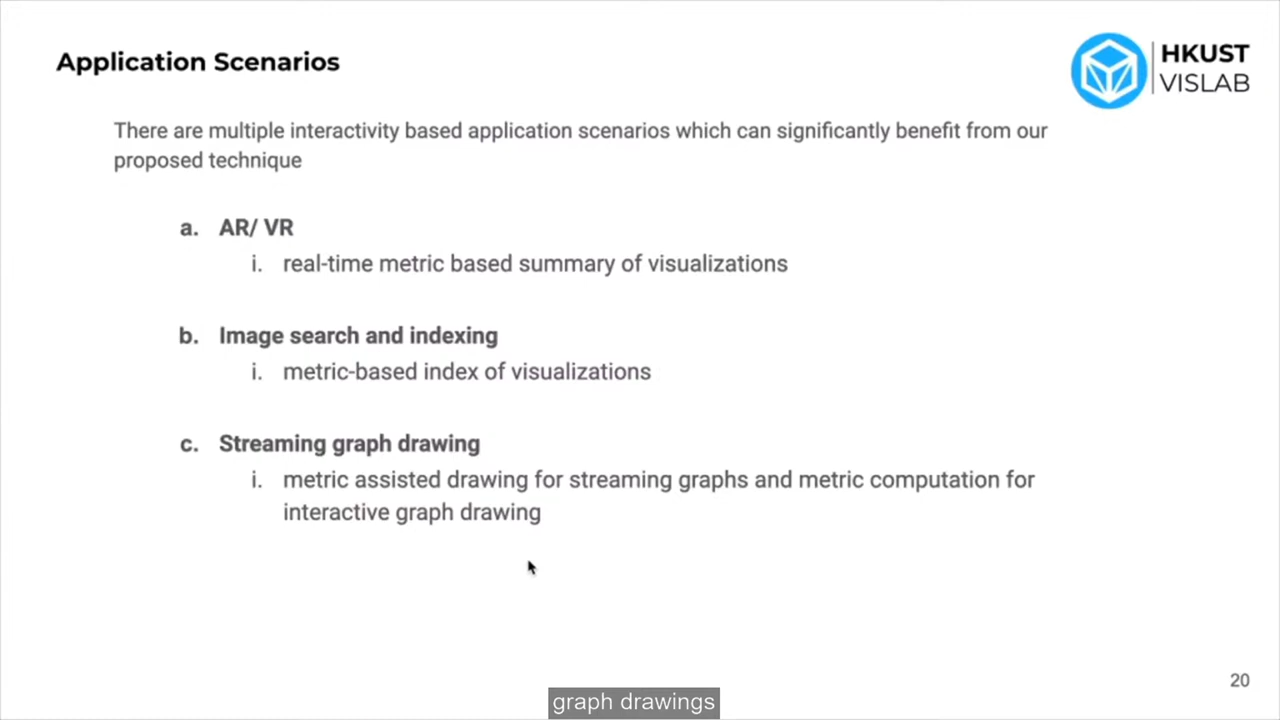 Application Scenarios
HKUST
VISLAB
There are multiple interactivity based application scenarios which can significantly benefit from our
proposed technique
a. AR/ VR
i. real-time metric based summary of visualizations
b. Image search and indexing
i. metric-based index of visualizations
c. Streaming graph drawing
i. metric assisted drawing for streaming graphs and metric computation for
interactive graph drawing
20
graph drawings